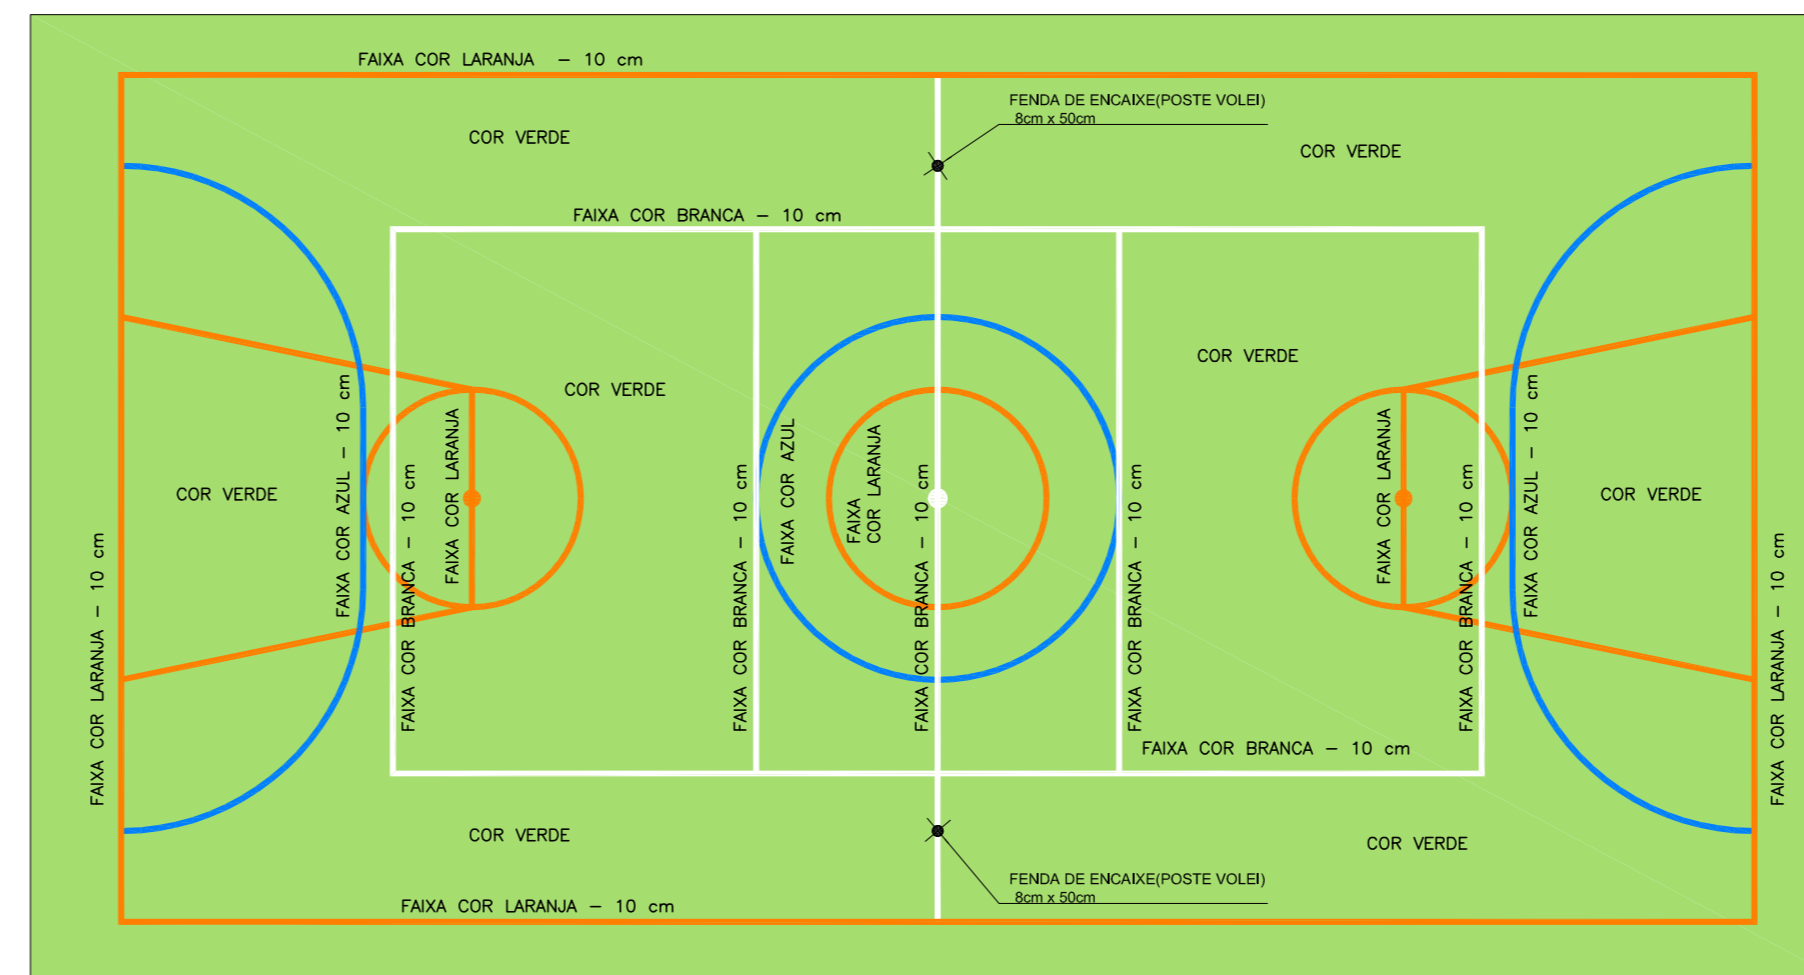 FAIXA COR LARANJA – 10 cm
FENDA DE ENCAIXE(POSTE VOLEI)
8cm x 50cm
COR VERDE
COR VERDE
FAIXA COR BRANCA – 10 cm
COR VERDE
COR VERDE
COR VERDE
COR VERDE
FAIXA COR LARANJA – 10 cm
FAIXA COR AZUL – 10 cm
FAIXA COR BRANCA – 10 cm
FAIXA COR LARANJA
FAIXA COR BRANCA – 10 cm
FAIXA COR AZUL
FAIXA
COR LARANJA
FAIXA COR BRANCA – 10 cm
FAIXA COR BRANCA – 10 cm
FAIXA COR LARANJA
FAIXA COR BRANCA – 10 cm
FAIXA COR AZUL – 10 cm
FAIXA COR LARANJA – 10 cm
FAIXA COR BRANCA – 10 cm
COR VERDE
COR VERDE
FENDA DE ENCAIXE(POSTE VOLEI)
8cm x 50cm
FAIXA COR LARANJA – 10 cm